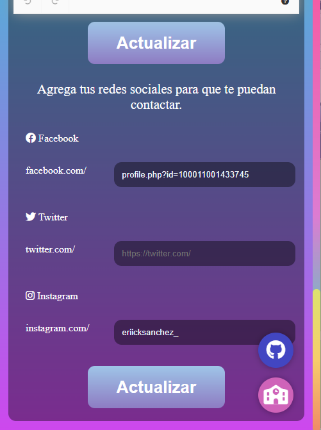 Actualizar
Agrega tus redes sociales para que te puedan
contactar.
Facebook
facebook.com/
profile.php?id=100011001433745
Twitter
twitter.com/
https://twitter.com/
Instagram
instagram.com/
eriicksanchez_
Actualizar